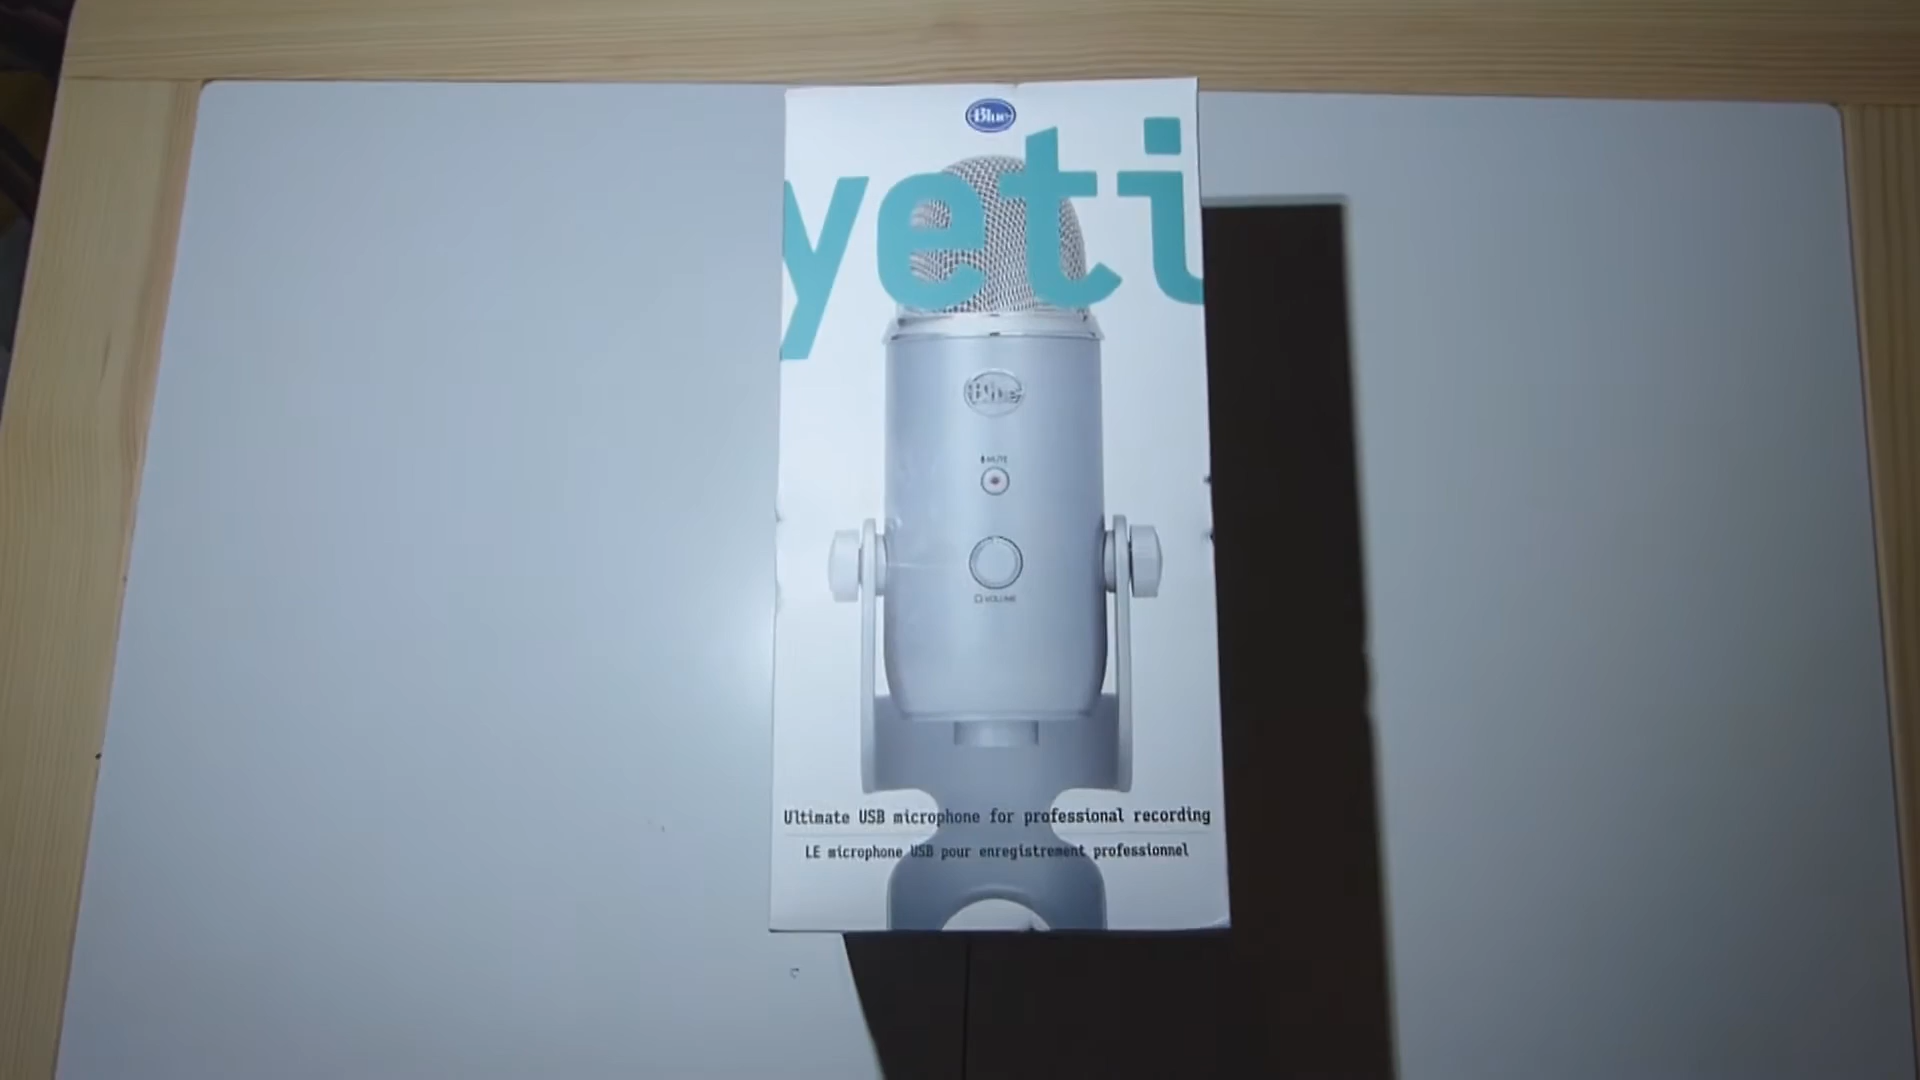 Blue
yeti
Blue
MUTE
VOLUME
Ultimate USB microphone for professional recording
LE microphone USB pour enregistrement professionnel